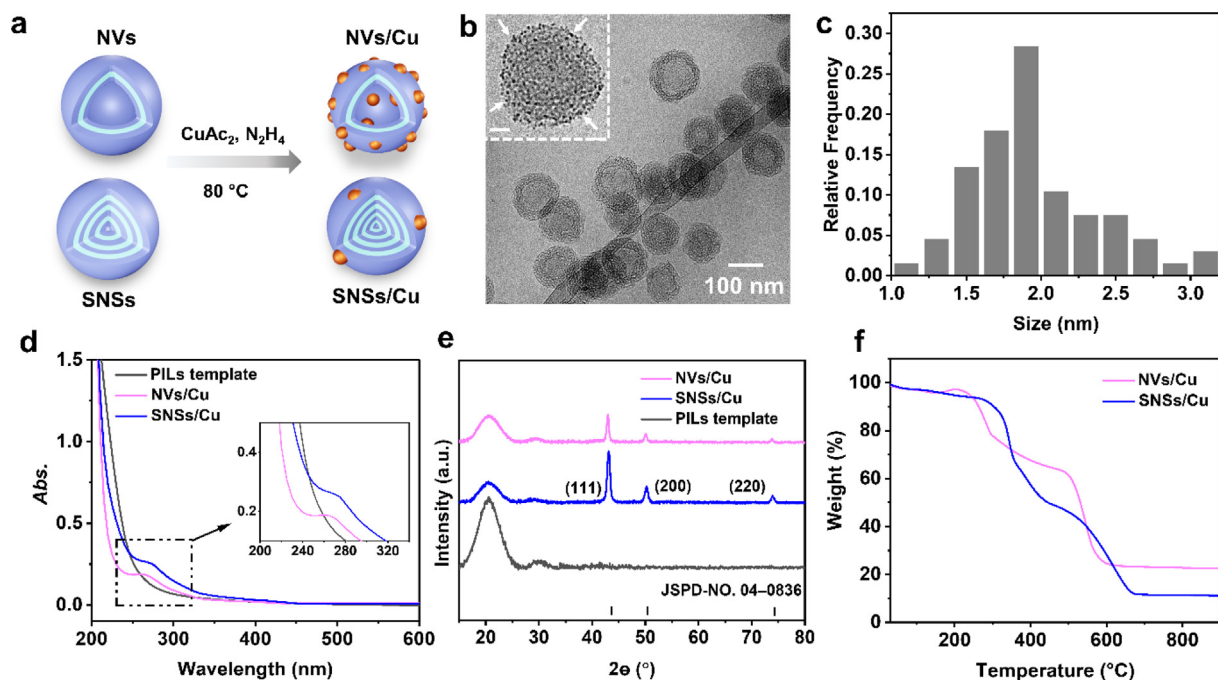 a
NVs
NVs/Cu
CuAc₂, N₂H₄
80 °C
SNSs
SNSs/Cu
b
100 nm
c
Relative Frequency
0.30
0.25
0.20
0.15
0.10
0.05
0.00
1.0 1.5 2.0 2.5 3.0
Size (nm)
d
Abs.
1.5
1.0
0.5
0.0
PILs template
NVs/Cu
SNSs/Cu
0.4
0.2
200 240 280 320
200 300 400 500 600
Wavelength (nm)
e
Intensity (a.u.)
NVs/Cu
SNSs/Cu
PILs template
(111) (200) (220)
JSPD-NO. 04–0836
20 30 40 50 60 70 80
2ɵ (°)
f
Weight (%)
100
80
60
40
20
0
NVs/Cu
SNSs/Cu
200 400 600 800
Temperature (°C)